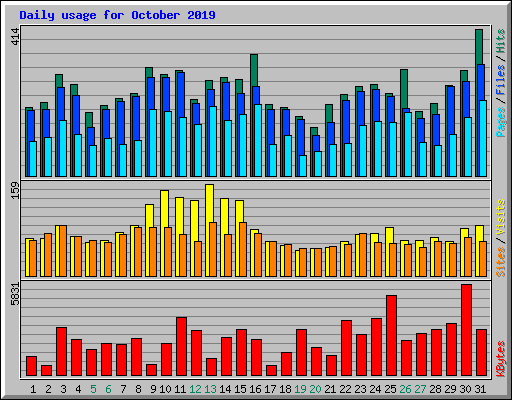 Daily usage for October 2019
414
Pages / Files / Hits
159
Sites / Visits
5831
KBytes
1 2 3 4 5 6 7 8 9 10 11 12 13 14 15 16 17 18 19 20 21 22 23 24 25 26 27 28 29 30 31